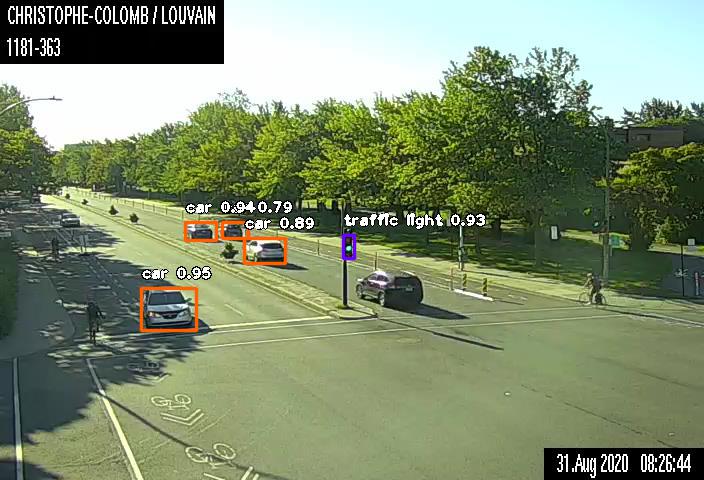 CHRISTOPHE-COLOMB / LOUVAIN
1181-363
car 0.94 0.79
car 0.89
traffic light 0.93
car 0.95
31.Aug 2020 08:26:44